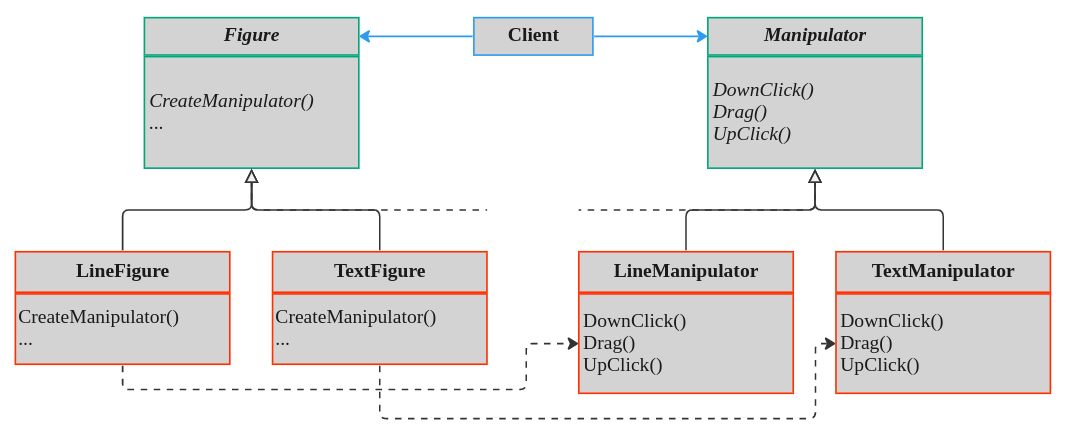 Figure
Client
Manipulator
CreateManipulator()
...
DownClick()
Drag()
UpClick()
LineFigure
TextFigure
LineManipulator
TextManipulator
CreateManipulator()
...
CreateManipulator()
...
DownClick()
Drag()
UpClick()
DownClick()
Drag()
UpClick()